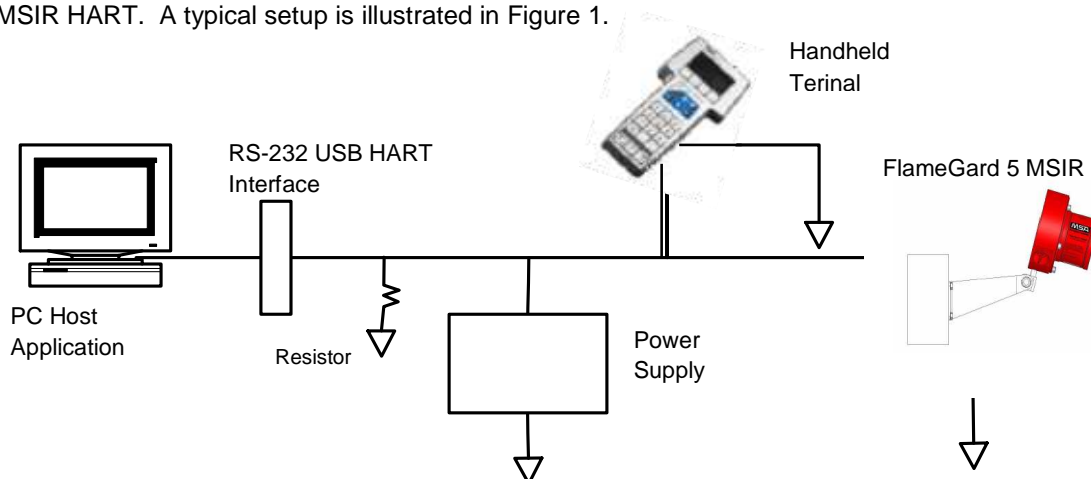 MSIR HART. A typical setup is illustrated in Figure 1.
Handheld
Terinal
RS-232 USB HART
Interface
FlameGard 5 MSIR
MSA
PC Host
Application
Resistor
Power
Supply